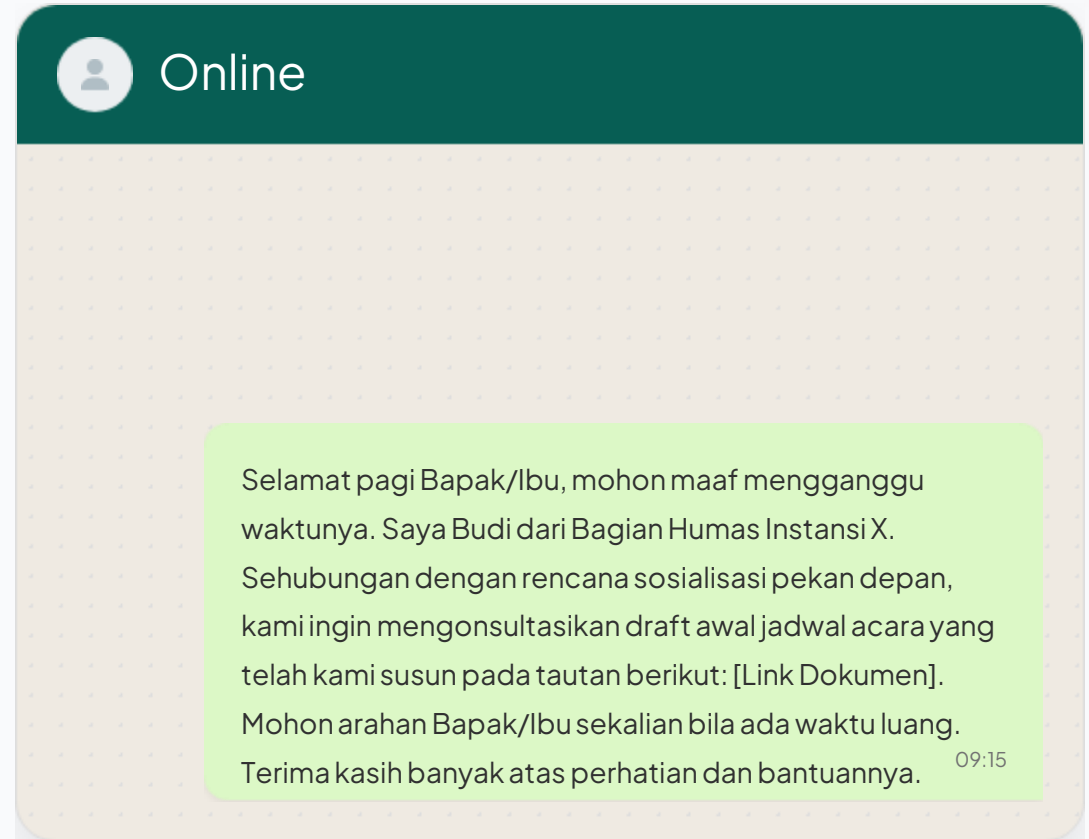 Online
Selamat pagi Bapak/Ibu, mohon maaf mengganggu
waktunya. Saya Budi dari Bagian Humas Instansi X.
Sehubungan dengan rencana sosialisasi pekan depan,
kami ingin mengonsultasikan draft awal jadwal acara yang
telah kami susun pada tautan berikut: [Link Dokumen].
Mohon arahan Bapak/Ibu sekalian bila ada waktu luang.
Terima kasih banyak atas perhatian dan bantuannya.
09:15